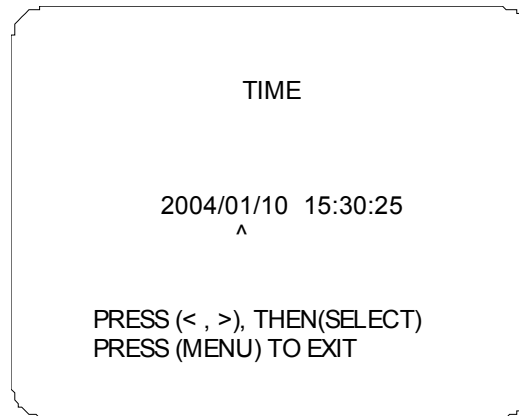 TIME
2004/01/10 15:30:25
^
PRESS (< , >), THEN(SELECT)
PRESS (MENU) TO EXIT